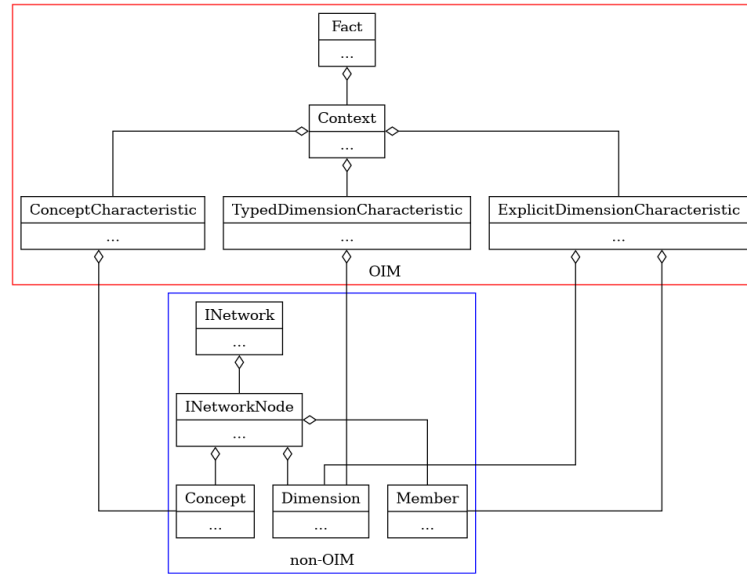 Fact
...
Context
...
ConceptCharacteristic
...
TypedDimensionCharacteristic
...
ExplicitDimensionCharacteristic
...
OIM
INetwork
...
INetworkNode
...
Concept
...
Dimension
...
Member
...
non-OIM